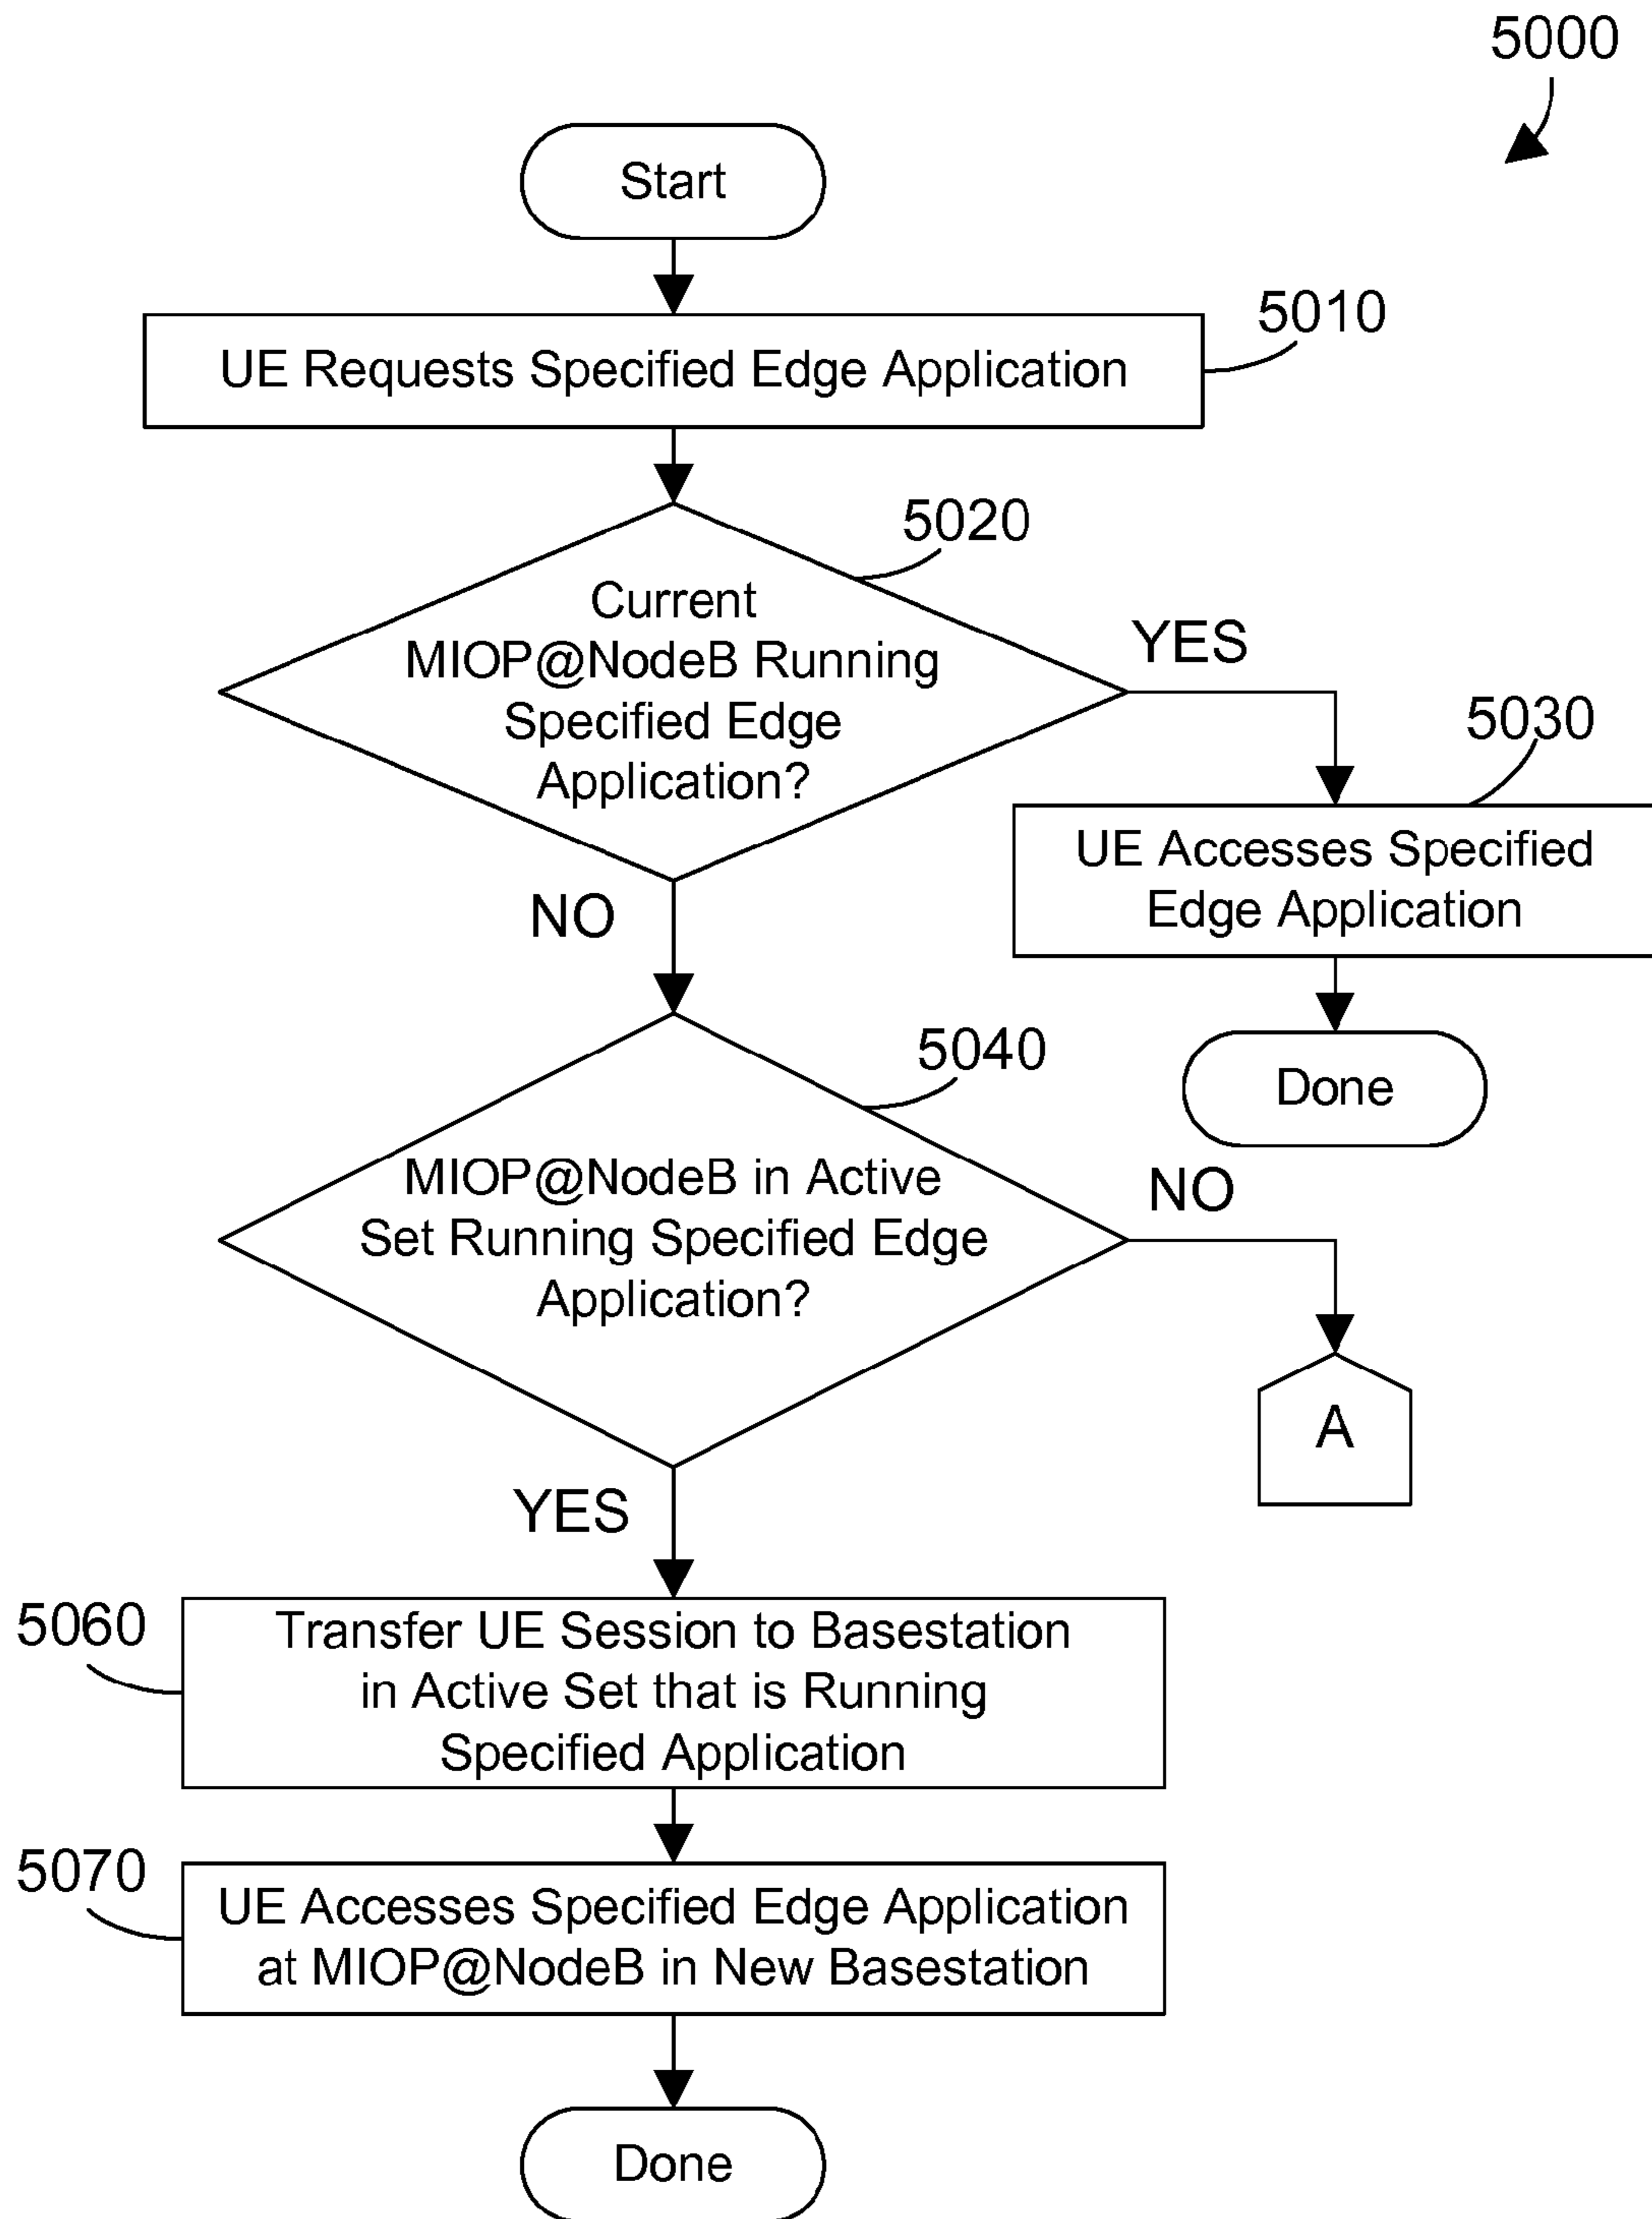 5000
Start
5010
UE Requests Specified Edge Application
5020
Current
MIOP@NodeB Running
Specified Edge
Application?
YES
5030
UE Accesses Specified
Edge Application
NO
Done
5040
MIOP@NodeB in Active
Set Running Specified Edge
Application?
NO
A
YES
5060
Transfer UE Session to Basestation
in Active Set that is Running
Specified Application
5070
UE Accesses Specified Edge Application
at MIOP@NodeB in New Basestation
Done